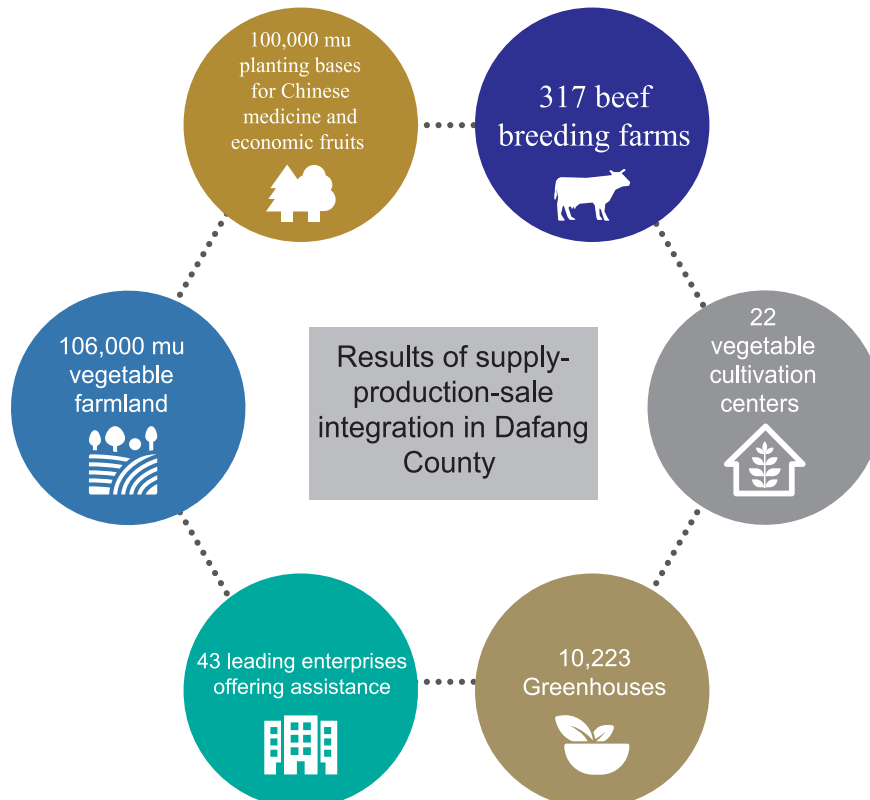 100,000 mu
planting bases
for Chinese
medicine and
economic fruits
317 beef
breeding farms
106,000 mu
vegetable
farmland
Results of supply-
production-sale
integration in Dafang
County
22
vegetable
cultivation
centers
43 leading enterprises
offering assistance
10,223
Greenhouses